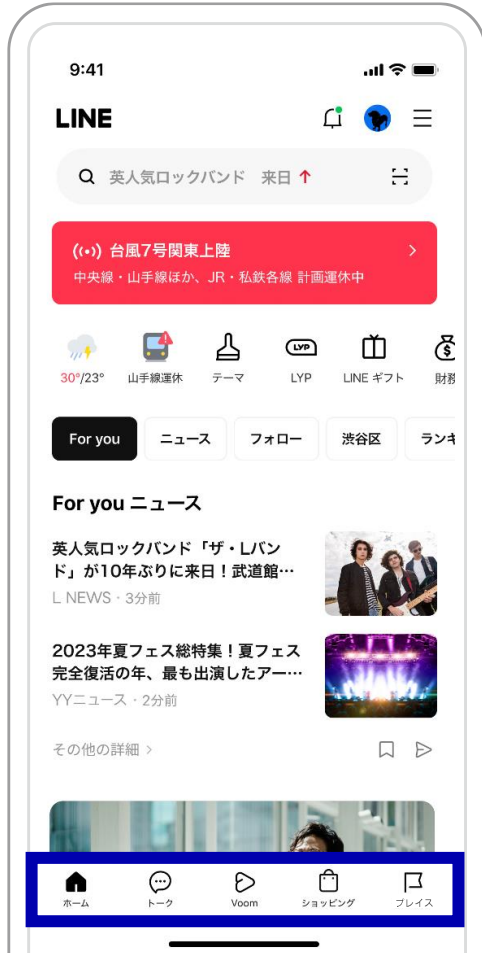 9:41
LINE
英人気ロックバンド 来日↑
台風7号関東上陸
中央線・山手線ほか、JR・私鉄各線 計画運休中
30°/23°
山手線運休
テーマ
LYP
LYP
LINE ギフト
$
財務
For you
ニュース
フォロー
渋谷区
ランキ
For you ニュース
英人気ロックバンド「ザ・Lバン
ド」が10年ぶりに来日！武道館…
L NEWS・3分前
2023年夏フェス総特集！夏フェス
完全復活の年、最も出演したアー…
YYニュース・2分前
その他の詳細 >
ホーム
トーク
Voom
ショッピング
プレイス